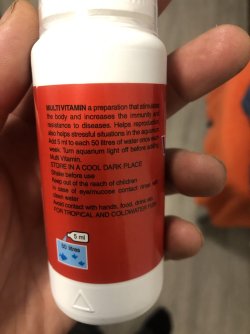 MULTIVITAMIN a preparation that stimulates
the body and increases the immunity and
resistance to diseases. Helps reproduction
also helps stressful situations in the aquarium
Add 5 ml to each 50 litres of water once a
week. Turn aquarium light off before adding
Multi Vitamin.
STORE IN A COOL DARK PLACE
Shake before use
Keep out of the reach of children
in case of eye/mucose contact rinse with
clean water
Avoid contact with hands, food, drink etc.
FOR TROPICAL AND COLDWATER FISH
5 ml
50 litres